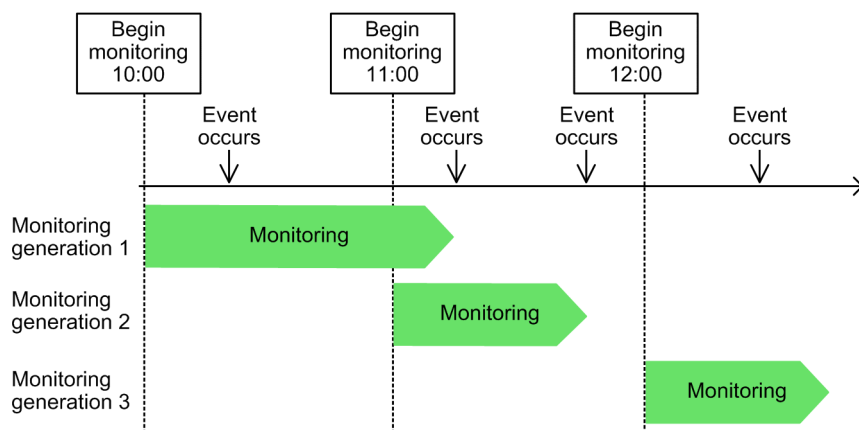 Begin
monitoring
10:00
Begin
monitoring
11:00
Begin
monitoring
12:00
Event
occurs
Event
occurs
Event
occurs
Event
occurs
Monitoring
generation 1
Monitoring
Monitoring
generation 2
Monitoring
Monitoring
generation 3
Monitoring